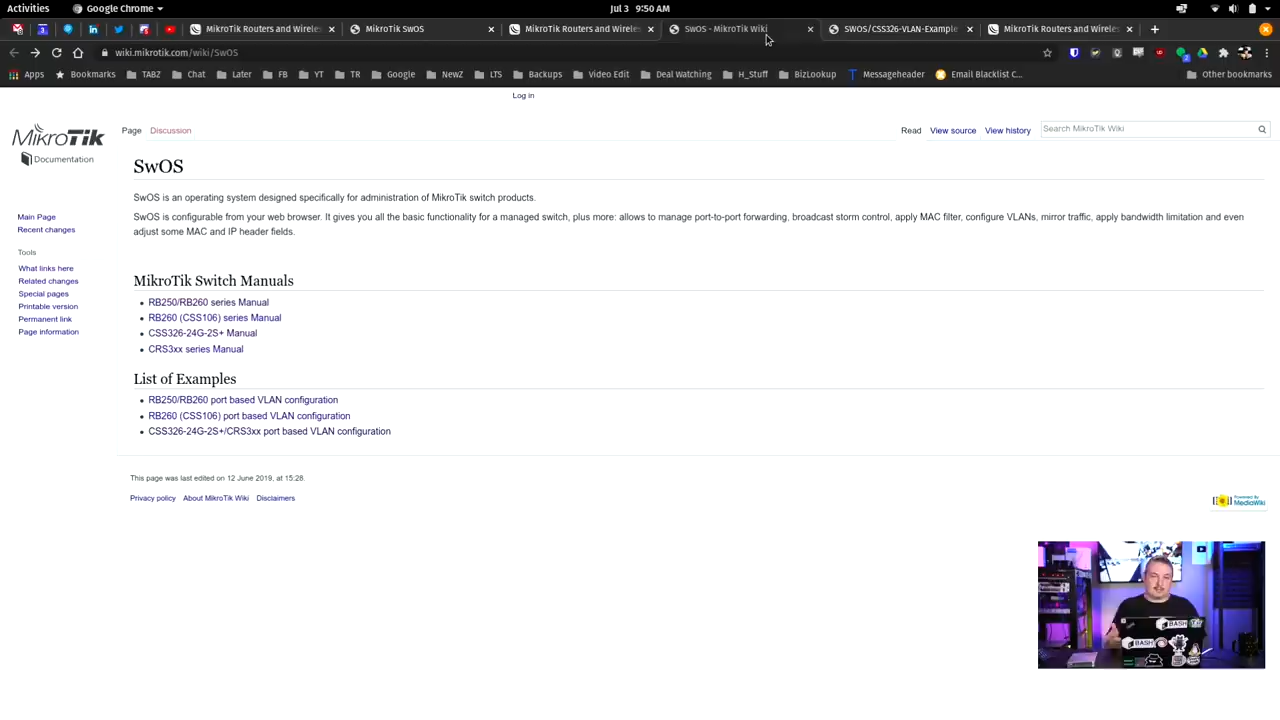 Activities
Google Chrome
Jul 3 9:50 AM
MikroTik Routers and Wireles
MikroTik SwOS
MikroTik Routers and Wireles
SwOS - MikroTik Wiki
SWOS/CSS326-VLAN-Example
MikroTik Routers and Wireles
wiki.mikrotik.com/wiki/SwOS
Apps
Bookmarks
TABZ
Chat
Later
FB
YT
TR
Google
NewZ
LTS
Backups
Video Edit
Deal Watching
H_Stuff
BizLookup
Messageheader
Email Blacklist C...
Other bookmarks
Log in
MikroTik
Documentation
Page
Discussion
Read
View source
View history
Search MikroTik Wiki
SwOS
SwOS is an operating system designed specifically for administration of MikroTik switch products.
SwOS is configurable from your web browser. It gives you all the basic functionality for a managed switch, plus more: allows to manage port-to-port forwarding, broadcast storm control, apply MAC filter, configure VLANs, mirror traffic, apply bandwidth limitation and even
adjust some MAC and IP header fields.
Main Page
Recent changes
Tools
What links here
Related changes
Special pages
Printable version
Permanent link
Page information
MikroTik Switch Manuals
RB250/RB260 series Manual
RB260 (CSS106) series Manual
CSS326-24G-2S+ Manual
CRS3xx series Manual
List of Examples
RB250/RB260 port based VLAN configuration
RB260 (CSS106) port based VLAN configuration
CSS326-24G-2S+/CRS3xx port based VLAN configuration
This page was last edited on 12 June 2019, at 15:28.
Privacy policy
About MikroTik Wiki
Disclaimers
Powered By
MediaWiki
BASH
BASH